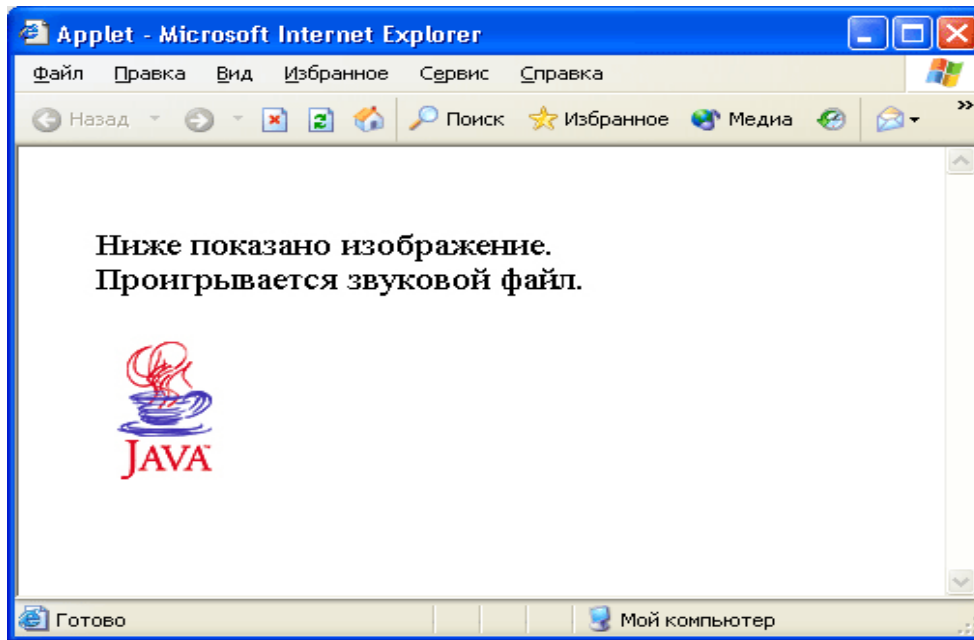 Applet - Microsoft Internet Explorer
Файл Правка Вид Избранное Сервис Справка
Назад Поиск Избранное Медиа »
Ниже показано изображение.
Проигрывается звуковой файл.
JAVA™
Готово Мой компьютер